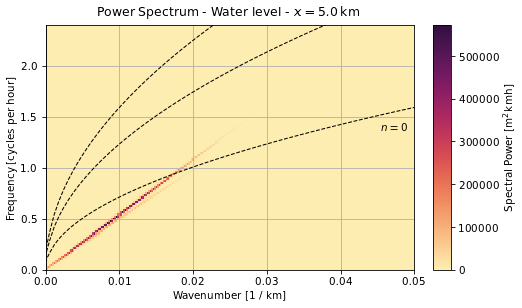 Power Spectrum - Water level - x = 5.0 km
Frequency [cycles per hour]
2.0
1.5
1.0
0.5
0.0
n = 0
0.00 0.01 0.02 0.03 0.04 0.05
Wavenumber [1 / km]
500000
400000
300000
200000
100000
0
Spectral Power [m² km h]